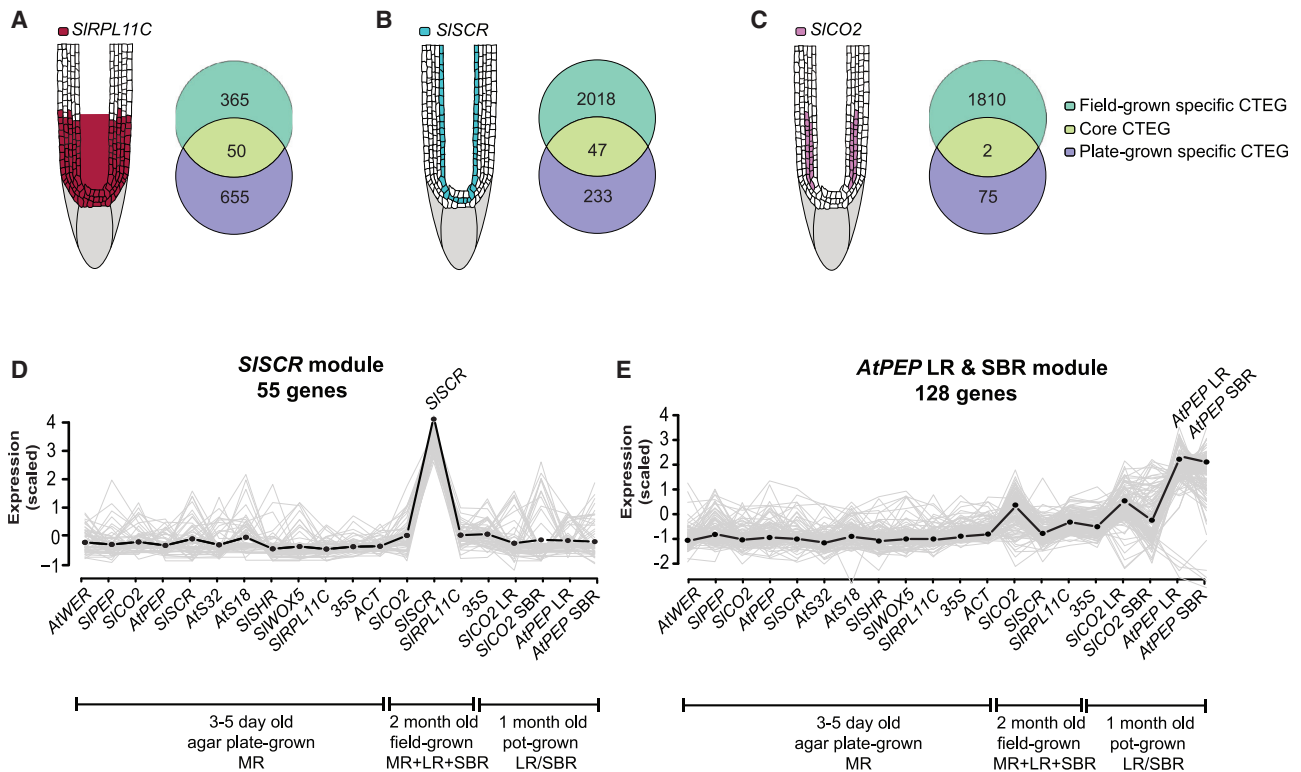 A
SlRPL11C
365
50
655
B
SlSCR
2018
47
233
C
SlCO2
1810
2
75
Field-grown specific CTEG
Core CTEG
Plate-grown specific CTEG
D
SlSCR module
55 genes
SlSCR
Expression
(scaled)
4
3
2
1
0
−1
AtWER
SlPEP
SlCO2
AtPEP
SlSCR
AtS32
AtS18
SlSHR
SlWOX5
SlRPL11C
35S
ACT
SlCO2
SlSCR
SlRPL11C
35S
SlCO2 LR
SlCO2 SBR
AtPEP LR
AtPEP SBR
3-5 day old
agar plate-grown
MR
2 month old
field-grown
MR+LR+SBR
1 month old
pot-grown
LR/SBR
E
AtPEP LR & SBR module
128 genes
AtPEP LR
AtPEP SBR
Expression
(scaled)
4
3
2
1
0
-1
-2
AtWER
SlPEP
SlCO2
AtPEP
SlSCR
AtS32
AtS18
SlSHR
SlWOX5
SlRPL11C
35S
ACT
SlCO2
SlSCR
SlRPL11C
35S
SlCO2 LR
SlCO2 SBR
AtPEP LR
AtPEP SBR
3-5 day old
agar plate-grown
MR
2 month old
field-grown
MR+LR+SBR
1 month old
pot-grown
LR/SBR